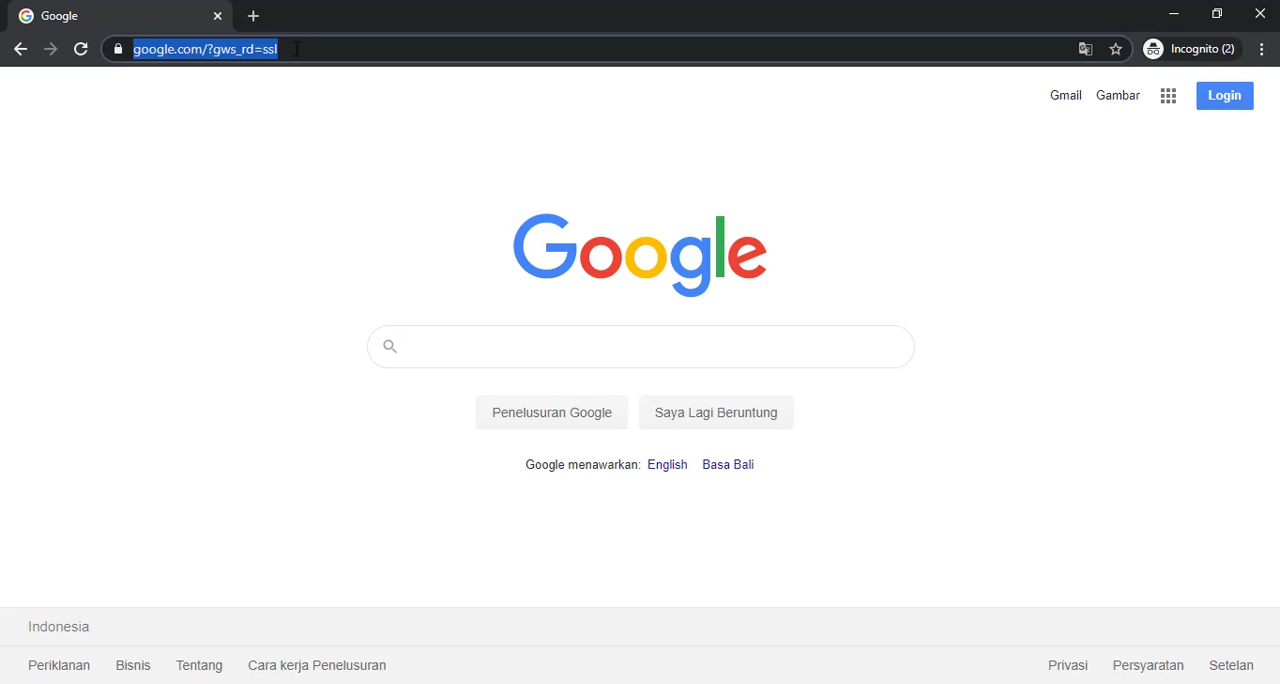 Google
google.com/?gws_rd=ssl
Incognito (2)
Gmail Gambar Login
Google
Penelusuran Google Saya Lagi Beruntung
Google menawarkan: English Basa Bali
Indonesia
Periklanan Bisnis Tentang Cara kerja Penelusuran Privasi Persyaratan Setelan